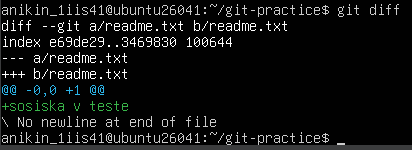 anikin_1iis41@ubuntu26041:~/git-practice$ git diff
diff --git a/readme.txt b/readme.txt
index e69de29..3469830 100644
--- a/readme.txt
+++ b/readme.txt
@@ -0,0 +1 @@
+sosiska v teste
\ No newline at end of file
anikin_1iis41@ubuntu26041:~/git-practice$ _